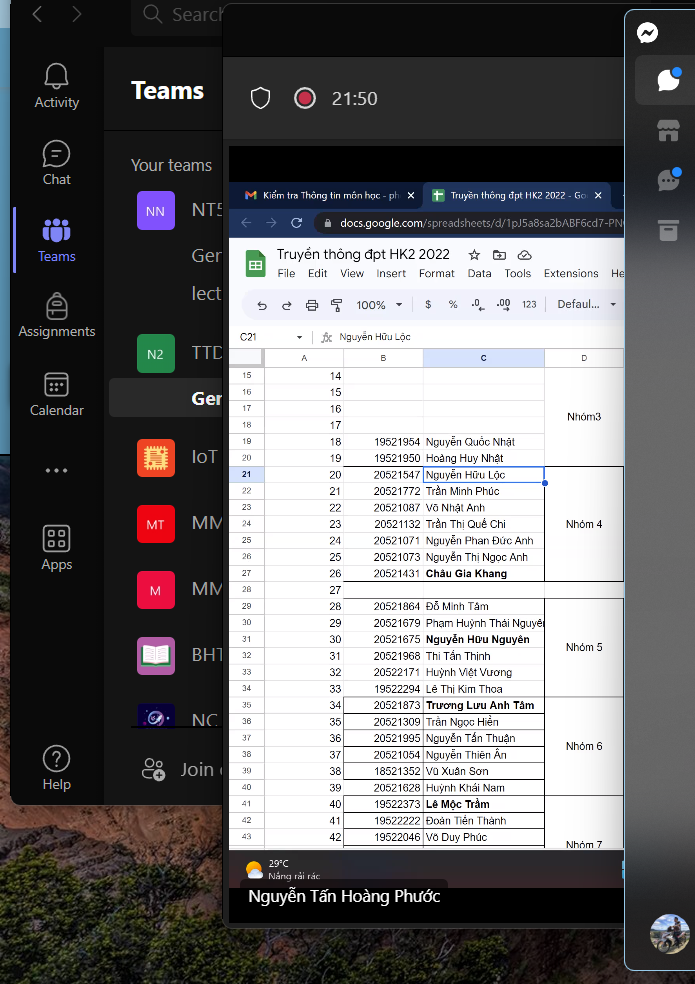 Search
Activity
Chat
Teams
Assignments
Calendar
Apps
Help
Teams
Your teams
NN NT5
Gen
lect
N2 TTD
Gen
IoT
MT MM
M MM
BHT
NC
Join
21:50
Kiểm tra Thông tin môn học - ph
Truyền thông đpt HK2 2022 - Go
docs.google.com/spreadsheets/d/1pJ5a8sa2bABF6cd7-PN
Truyền thông đpt HK2 2022
File Edit View Insert Format Data Tools Extensions He
100% $ % .0 .00 123 Defaul...
C21 fx Nguyễn Hữu Lộc
A B C D
15 14
16 15
17 16
18 17
Nhóm3
19 18 19521954 Nguyễn Quốc Nhật
20 19 19521950 Hoàng Huy Nhật
21 20 20521547 Nguyễn Hữu Lộc
22 21 20521772 Trần Minh Phúc
23 22 20521087 Võ Nhật Anh
24 23 20521132 Trần Thị Quế Chi Nhóm 4
25 24 20521071 Nguyễn Phan Đức Anh
26 25 20521073 Nguyễn Thị Ngọc Anh
27 26 20521431 Châu Gia Khang
28 27
29 28 20521864 Đỗ Minh Tâm
30 29 20521679 Phạm Huỳnh Thái Nguyên
31 30 20521675 Nguyễn Hữu Nguyên
Nhóm 5
32 31 20521968 Thi Tấn Thịnh
33 32 20522171 Huỳnh Việt Vương
34 33 19522294 Lê Thị Kim Thoa
35 34 20521873 Trương Lưu Anh Tâm
36 35 20521309 Trần Ngọc Hiển
37 36 20521995 Nguyễn Tấn Thuận
Nhóm 6
38 37 20521054 Nguyễn Thiên Ân
39 38 18521352 Vũ Xuân Sơn
40 39 20521628 Huỳnh Khải Nam
41 40 19522373 Lê Mộc Trầm
42 41 19522222 Đoàn Tiến Thành
43 42 19522046 Võ Duy Phúc
Nhóm 7
29°C
Nắng rải rác
Nguyễn Tấn Hoàng Phước